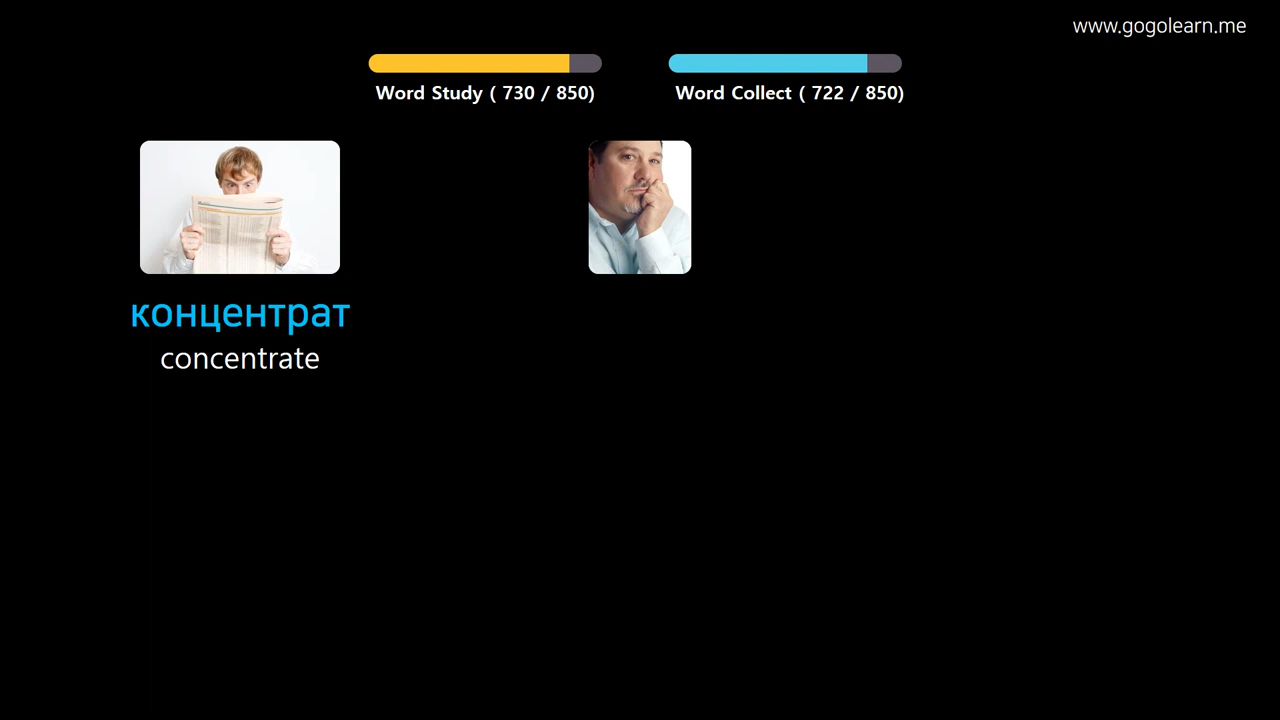 www.gogolearn.me
Word Study ( 730 / 850)
Word Collect ( 722 / 850)
концентрат
concentrate